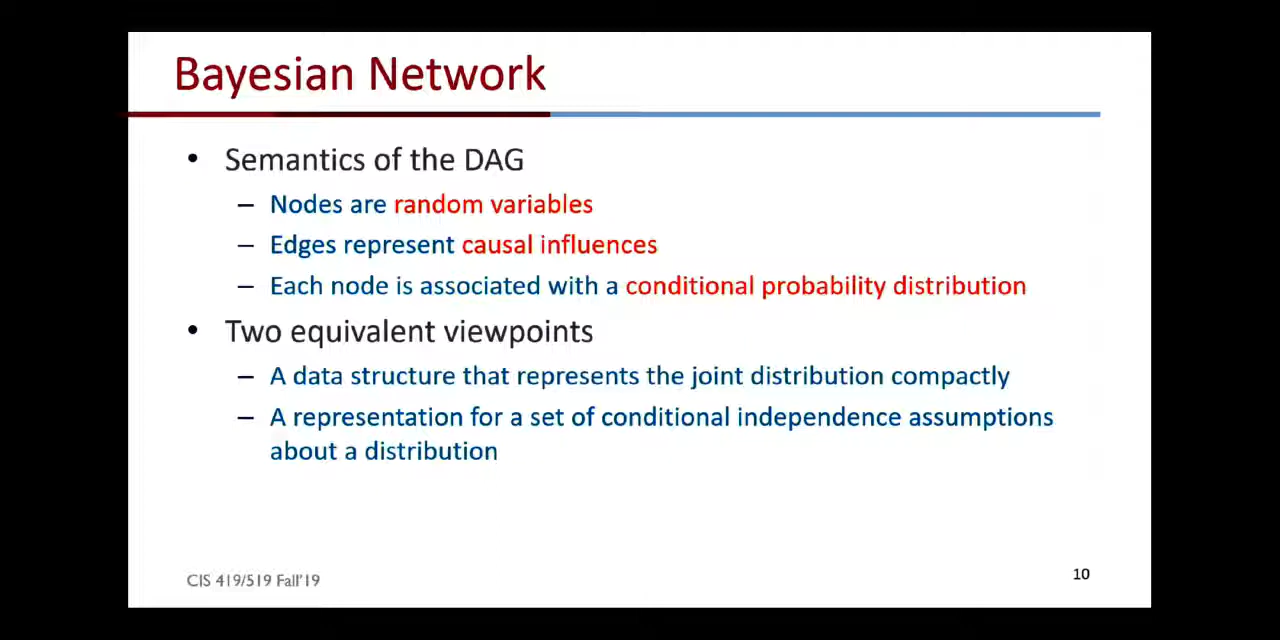 Bayesian Network
• Semantics of the DAG
– Nodes are random variables
– Edges represent causal influences
– Each node is associated with a conditional probability distribution
• Two equivalent viewpoints
– A data structure that represents the joint distribution compactly
– A representation for a set of conditional independence assumptions
about a distribution
CIS 419/519 Fall'19
10